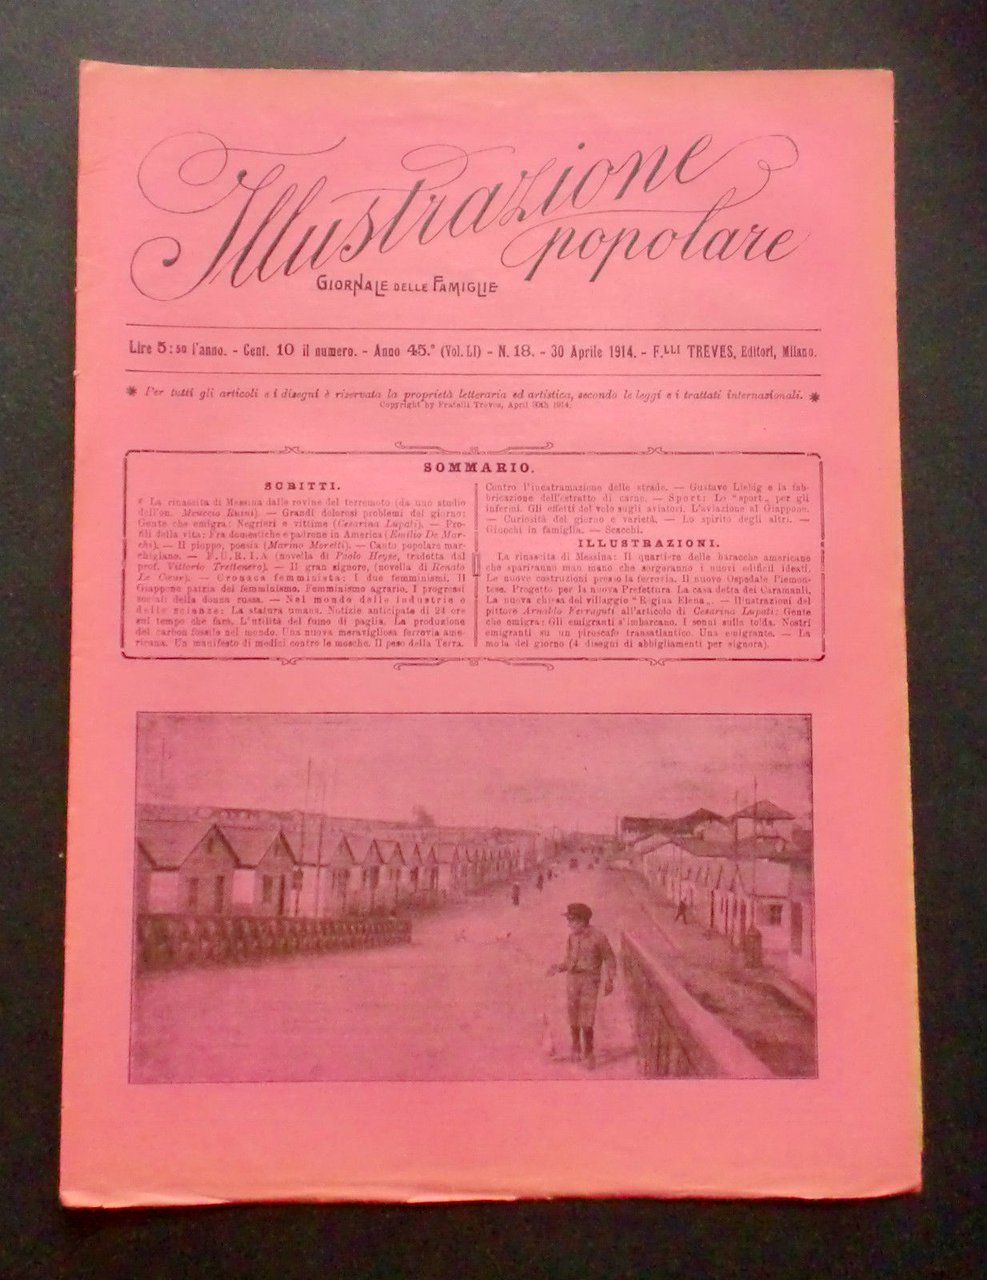 Illustrazione
popolare
GIORNALE DELLE FAMIGLIE
Lire 5:50 l'anno. - Cent. 10 il numero. - Anno 45.° (Vol. LI) - N. 18. - 30 Aprile 1914. - F.LLI TREVES, Editori, Milano.
* Per tutti gli articoli e i disegni è riservata la proprietà letteraria ed artistica, secondo le leggi e i trattati internazionali. *
Copyright by Fratelli Treves, April 30th 1914.
SOMMARIO.
SCRITTI.
La rinascita di Messina dalle rovine del terremoto (da uno studio
dell'on. Meuccio Ruini). — Grandi dolorosi problemi del giorno:
Gente che emigra: Negrieri e vittime (Cesarina Lupati). — Pro-
fili della vita: Fra domestiche e padrone in America (Emilio De Mar-
chi). — Il pioppo, poesia (Marino Moretti). — Canto popolare mar-
chigiano. — F.U.R.I.A (novella di Paolo Heyse, tradotta dal
prof. Vittorio Trettenero). — Il gran signore, (novella di Renato
Le Cœur). — Cronaca femminista: I due femminismi. Il
Giappone patria del femminismo. Femminismo agrario. I progressi
sociali della donna russa. — Nel mondo delle industrie e
delle scienze: La statura umana. Notizie anticipate di 24 ore
sul tempo che farà. L'utilità del fumo di paglia. La produzione
del carbon fossile nel mondo. Una nuova meravigliosa ferrovia ame-
ricana. Un manifesto di medici contro le mosche. Il peso della Terra.
Contro l'incatramazione delle strade. — Gustavo Liebig e la fab-
bricazione dell'estratto di carne. — Sport: Lo "sport" per gli
infermi. Gli effetti del volo sugli aviatori. L'aviazione al Giappone.
— Curiosità del giorno e varietà. — Lo spirito degli altri. —
Giuochi in famiglia. — Scacchi.
ILLUSTRAZIONI.
La rinascita di Messina: Il quartiere delle baracche americane
che spariranno man mano che sorgeranno i nuovi edifici ideati.
Le nuove costruzioni presso la ferrovia. Il nuovo Ospedale Piemon-
tese. Progetto per la nuova Prefettura. La casa detta dei Caramanli.
La nuova chiesa del villaggio "Regina Elena". — Illustrazioni del
pittore Arnaldo Ferraguti all'articolo di Cesarina Lupati: Gente
che emigra: Gli emigranti s'imbarcano. I sonni sulla tolda. Nostri
emigranti su un piroscafo transatlantico. Una emigrante. — La
moda del giorno (4 disegni di abbigliamenti per signora).